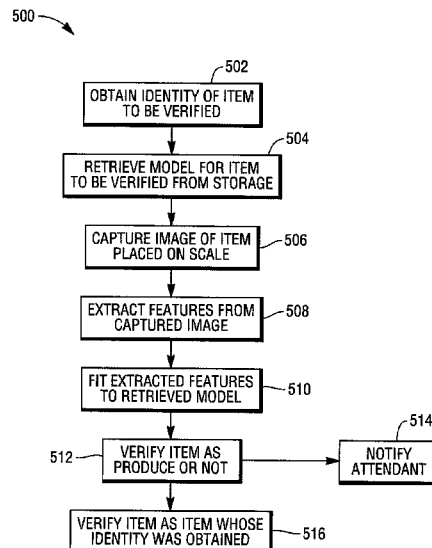 500
502
OBTAIN IDENTITY OF ITEM
TO BE VERIFIED
504
RETRIEVE MODEL FOR ITEM
TO BE VERIFIED FROM STORAGE
CAPTURE IMAGE OF ITEM
PLACED ON SCALE
506
EXTRACT FEATURES FROM
CAPTURED IMAGE
508
FIT EXTRACTED FEATURES
TO RETRIEVED MODEL
510
512
VERIFY ITEM AS
PRODUCE OR NOT
514
NOTIFY
ATTENDANT
VERIFY ITEM AS ITEM WHOSE
IDENTITY WAS OBTAINED
516